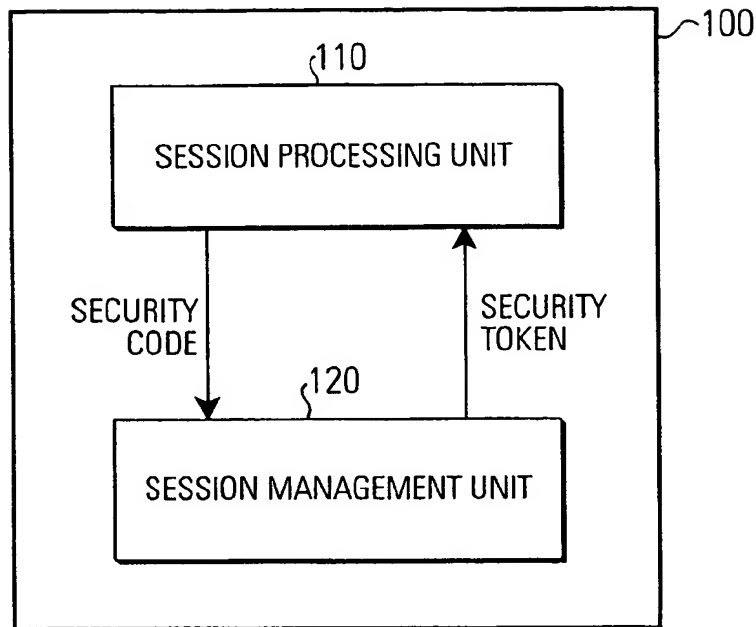 100
110
SESSION PROCESSING UNIT
SECURITY
CODE
SECURITY
TOKEN
120
SESSION MANAGEMENT UNIT